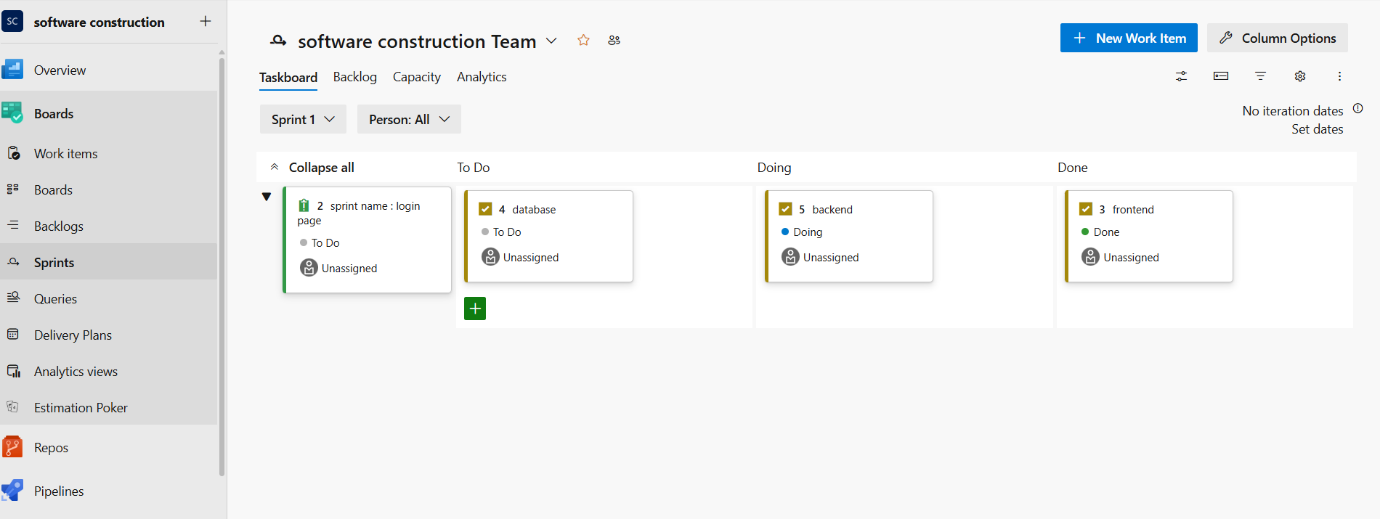 SC software construction +
Overview
Boards
Work items
Boards
Backlogs
Sprints
Queries
Delivery Plans
Analytics views
Estimation Poker
Repos
Pipelines
software construction Team
+ New Work Item
Column Options
Taskboard Backlog Capacity Analytics
Sprint 1
Person: All
No iteration dates
Set dates
Collapse all To Do Doing Done
2 sprint name : login
page
To Do
Unassigned
4 database
To Do
Unassigned
5 backend
Doing
Unassigned
3 frontend
Done
Unassigned